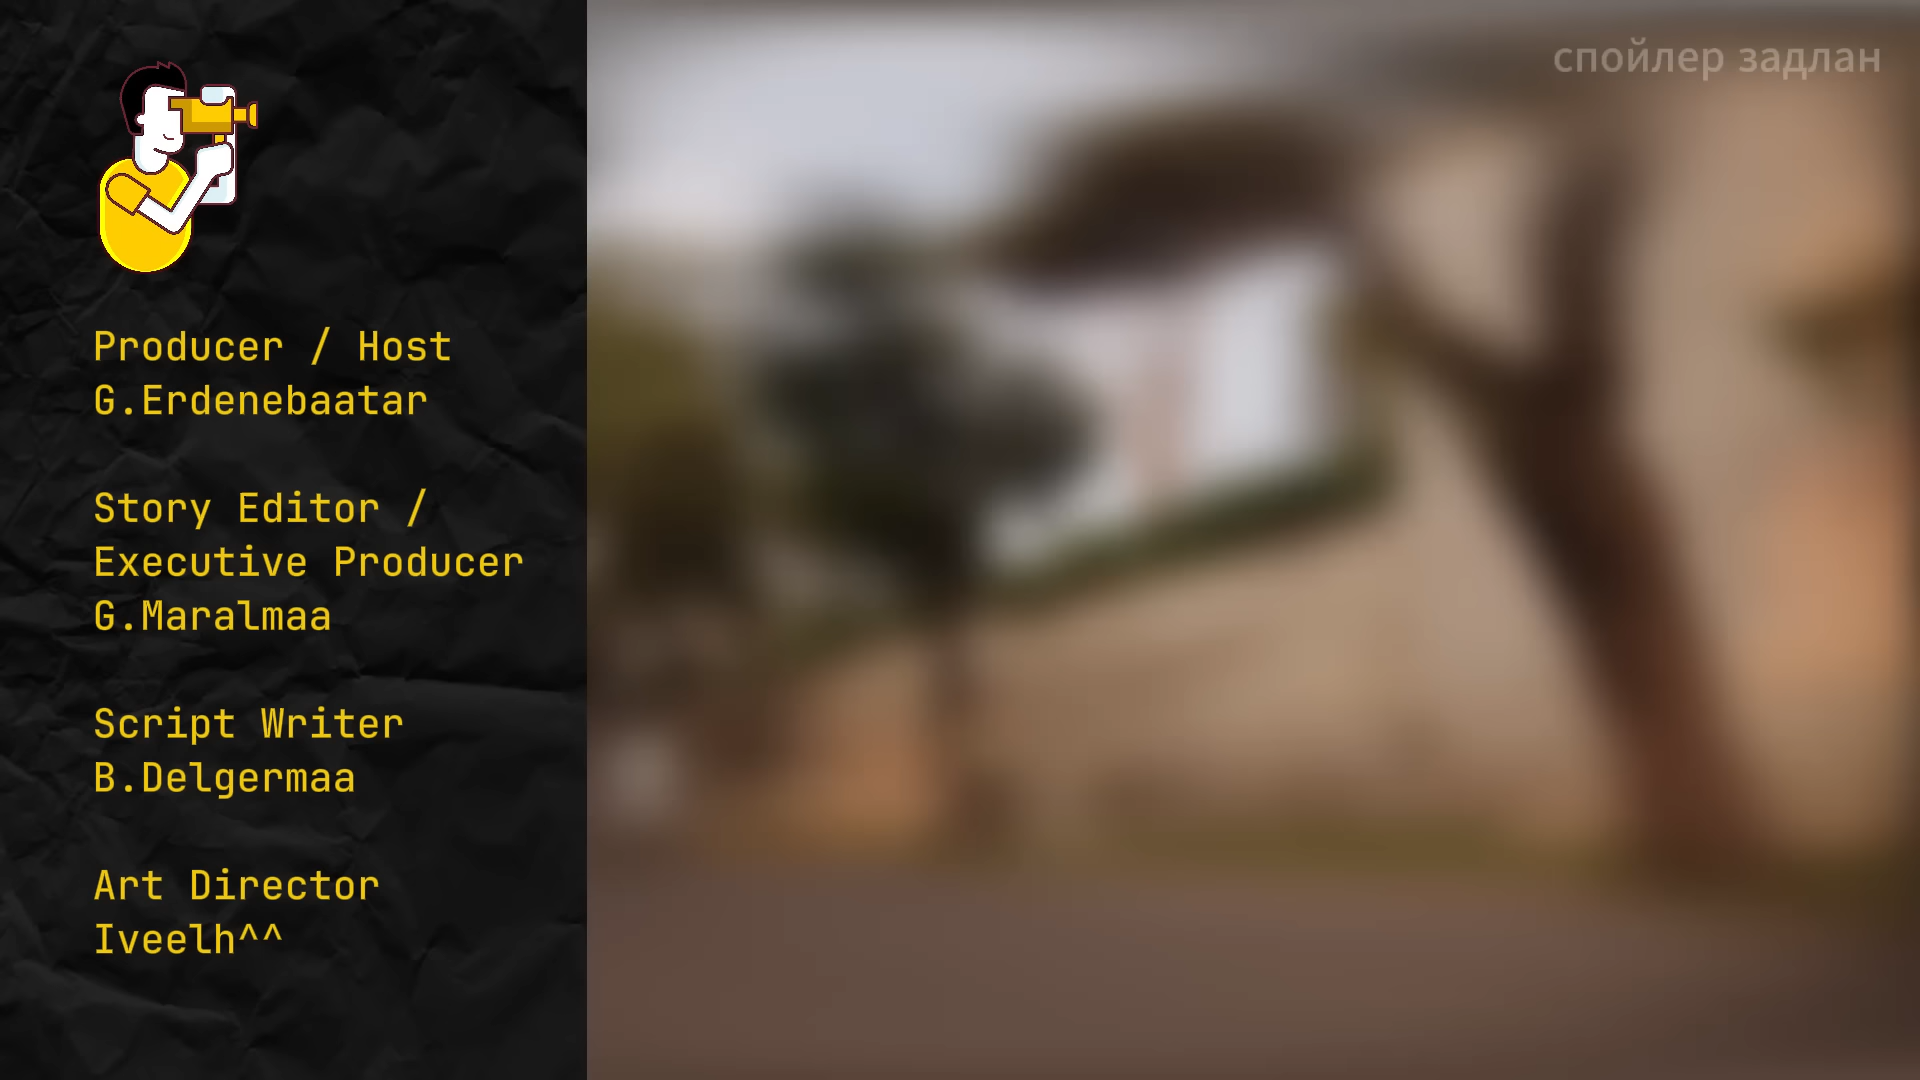 Producer / Host
G.Erdenebaatar
Story Editor /
Executive Producer
G.Maralmaa
Script Writer
B.Delgermaa
Art Director
Iveelh^^
спойлер задлан